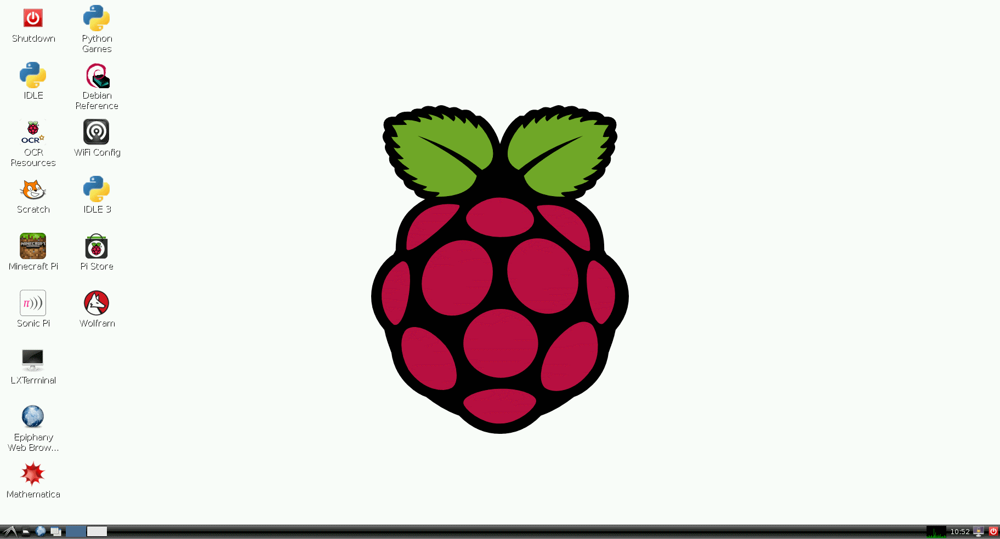 Shutdown
Python
Games
IDLE
Debian
Reference
OCR
OCR
Resources
WiFi Config
Scratch
IDLE 3
MINECRAFT
Minecraft Pi
Pi Store
π)))
Sonic Pi
Wolfram
LXTerminal
Epiphany
Web Brow...
Mathematica
10:52